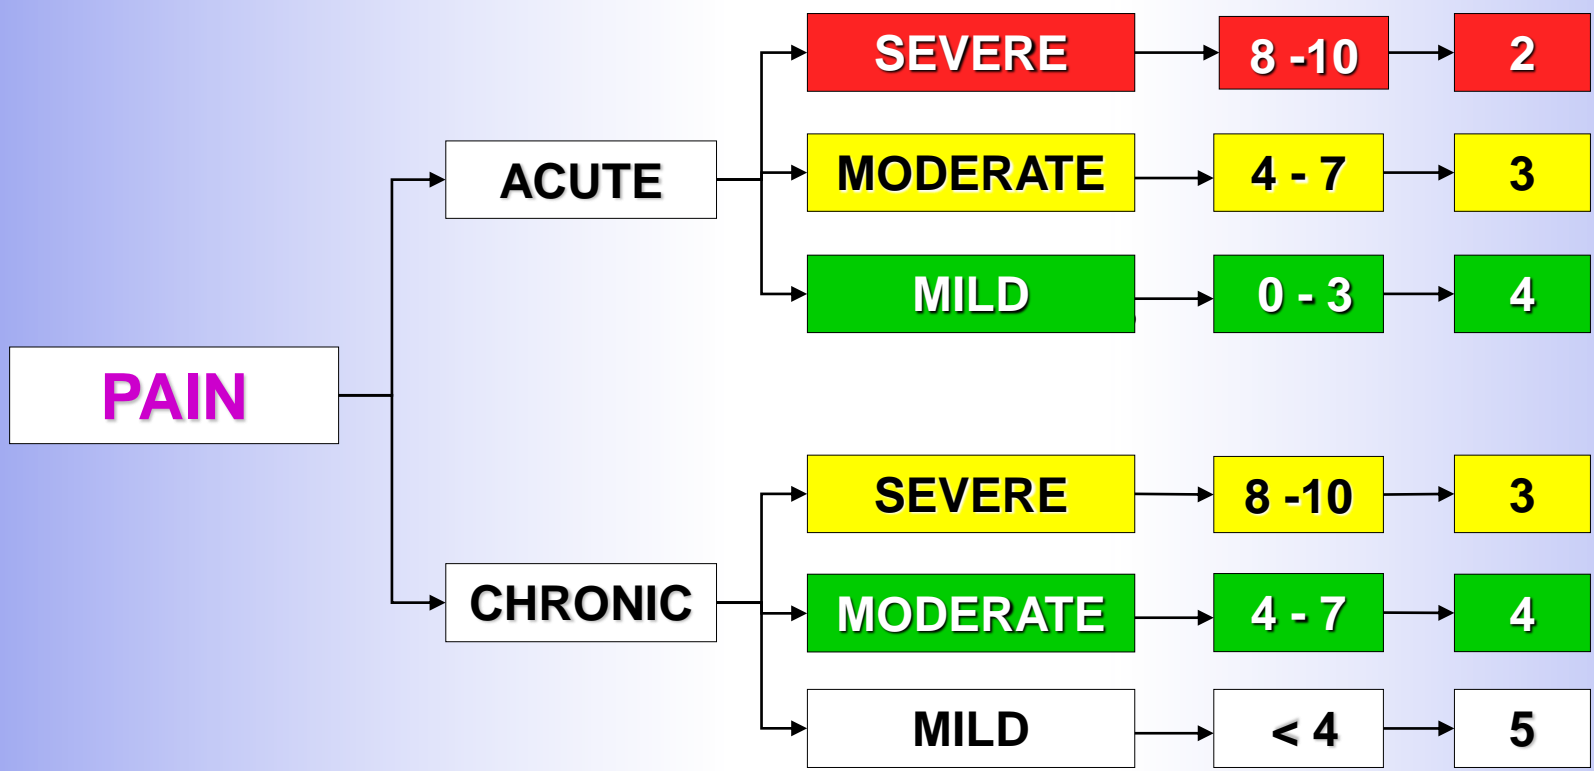 PAIN
ACUTE
SEVERE 8 -10 2
MODERATE 4 - 7 3
MILD 0 - 3 4
CHRONIC
SEVERE 8 -10 3
MODERATE 4 - 7 4
MILD < 4 5